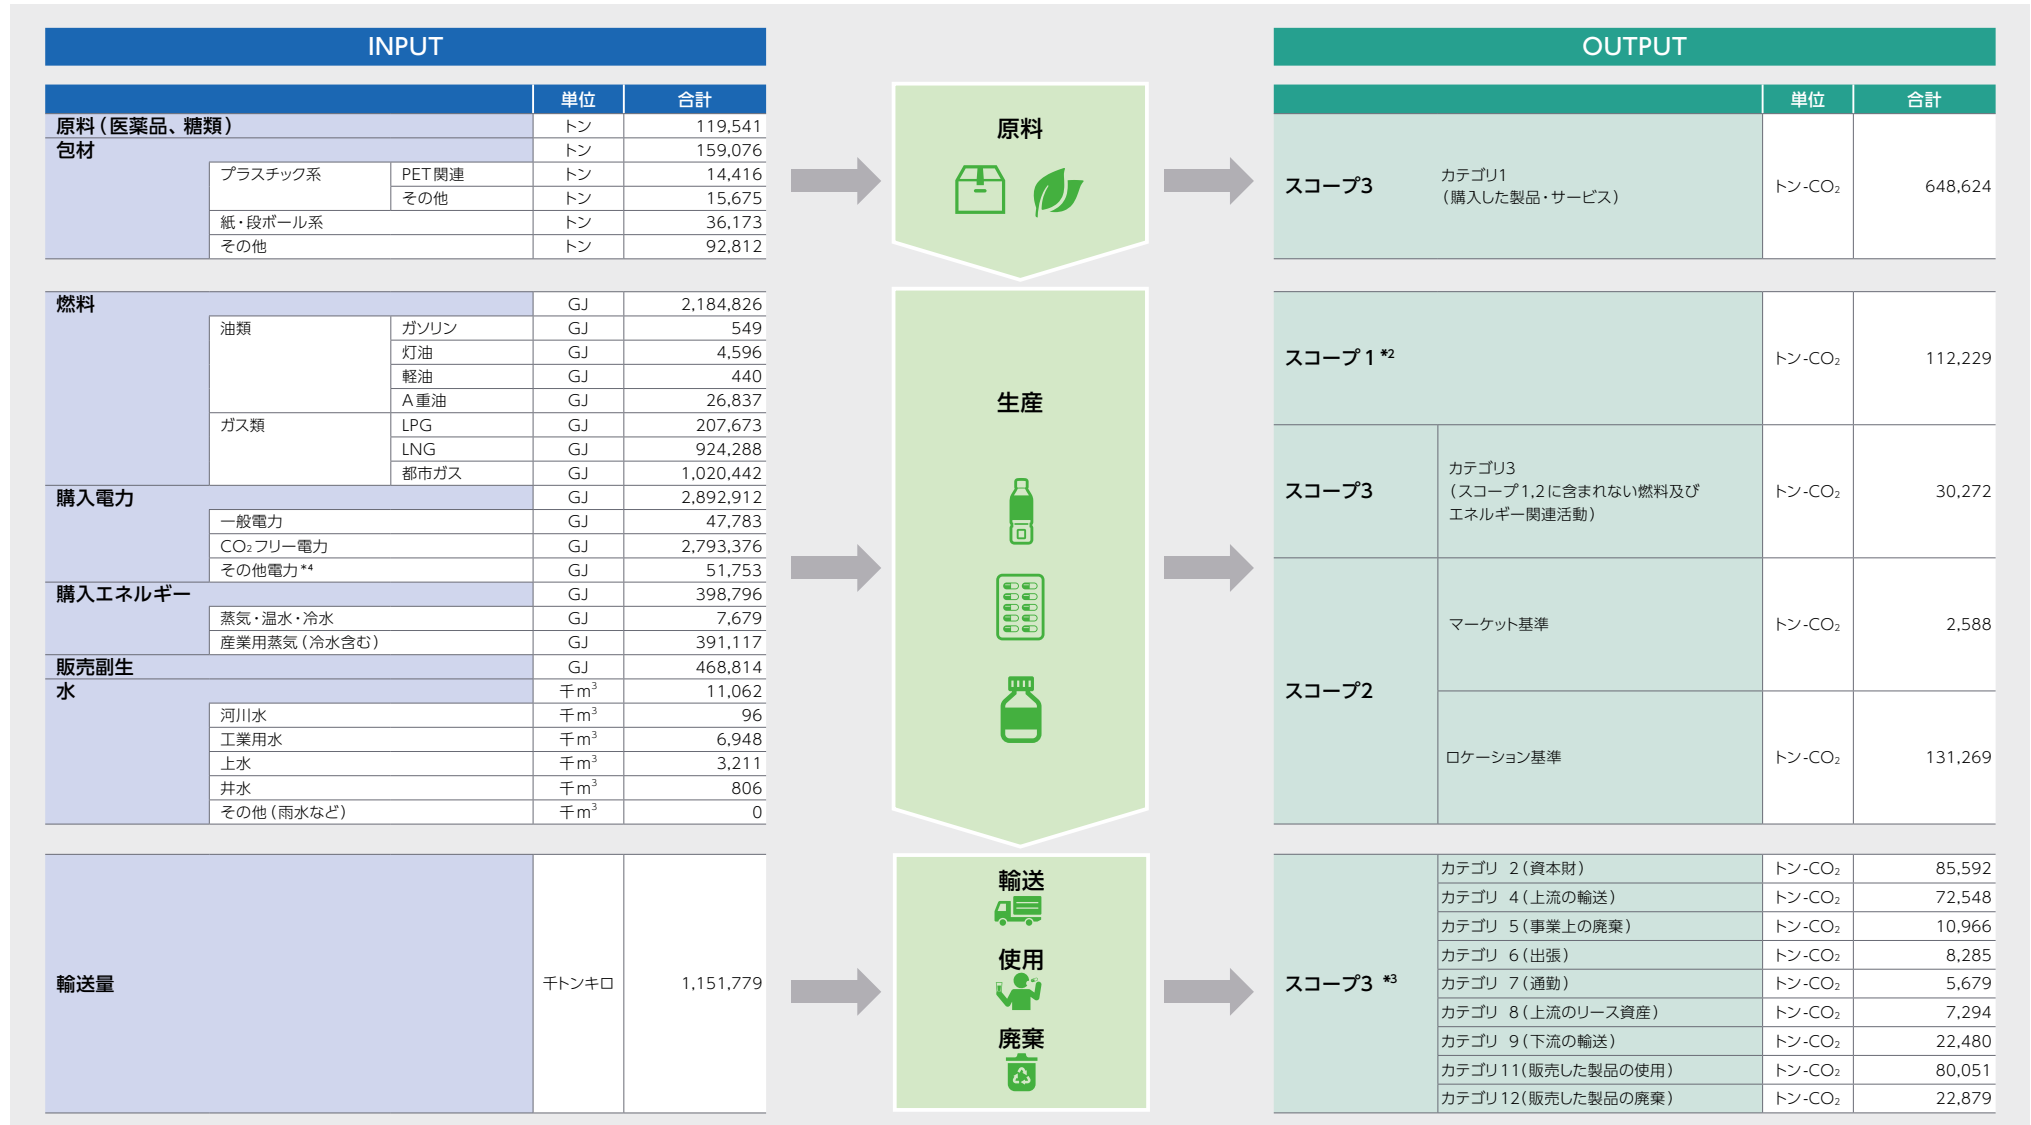 INPUT
単位 合計
原料（医薬品、糖類） トン 119,541
包材 トン 159,076
プラスチック系 PET関連 トン 14,416
その他 トン 15,675
紙・段ボール系 トン 36,173
その他 トン 92,812
燃料 GJ 2,184,826
油類 ガソリン GJ 549
灯油 GJ 4,596
軽油 GJ 440
A重油 GJ 26,837
ガス類 LPG GJ 207,673
LNG GJ 924,288
都市ガス GJ 1,020,442
購入電力 GJ 2,892,912
一般電力 GJ 47,783
CO₂フリー電力 GJ 2,793,376
その他電力*4 GJ 51,753
購入エネルギー GJ 398,796
蒸気・温水・冷水 GJ 7,679
産業用蒸気（冷水含む） GJ 391,117
販売副生 GJ 468,814
水 千m³ 11,062
河川水 千m³ 96
工業用水 千m³ 6,948
上水 千m³ 3,211
井水 千m³ 806
その他（雨水など） 千m³ 0
輸送量 千トンキロ 1,151,779
原料
生産
輸送
使用
廃棄
OUTPUT
単位 合計
スコープ3 カテゴリ1
（購入した製品・サービス） トン-CO₂ 648,624
スコープ1*2 トン-CO₂ 112,229
スコープ3 カテゴリ3
（スコープ1,2に含まれない燃料及び
エネルギー関連活動） トン-CO₂ 30,272
スコープ2 マーケット基準 トン-CO₂ 2,588
ロケーション基準 トン-CO₂ 131,269
スコープ3 *3
カテゴリ 2（資本財） トン-CO₂ 85,592
カテゴリ 4（上流の輸送） トン-CO₂ 72,548
カテゴリ 5（事業上の廃棄） トン-CO₂ 10,966
カテゴリ 6（出張） トン-CO₂ 8,285
カテゴリ 7（通勤） トン-CO₂ 5,679
カテゴリ 8（上流のリース資産） トン-CO₂ 7,294
カテゴリ 9（下流の輸送） トン-CO₂ 22,480
カテゴリ11（販売した製品の使用） トン-CO₂ 80,051
カテゴリ12（販売した製品の廃棄） トン-CO₂ 22,879